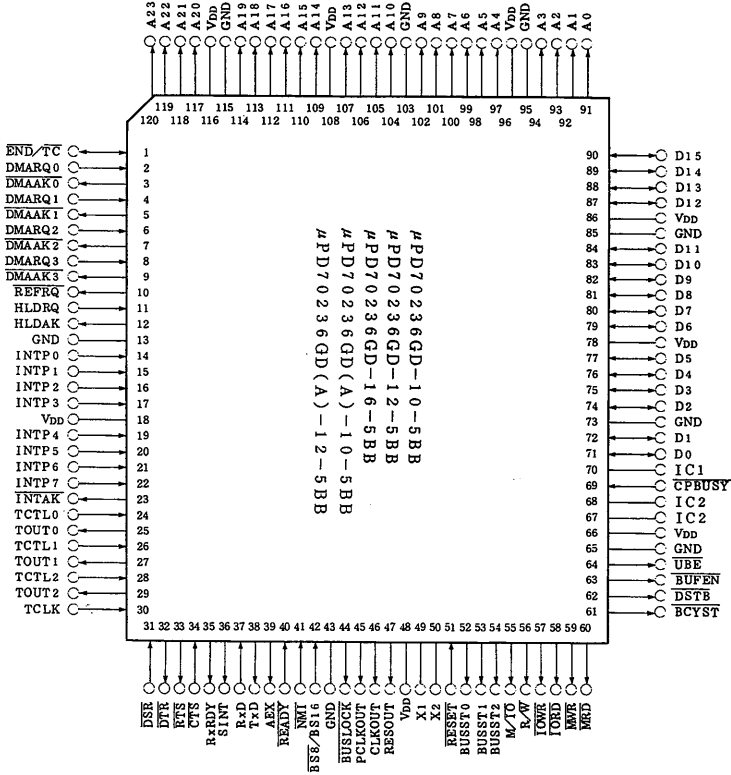 A23 A22 A21 A20 VDD GND A19 A18 A17 A16 A15 A14 VDD A13 A12 A11 A10 GND A9 A8 A7 A6 A5 A4 VDD GND A3 A2 A1 A0
119 117 115 113 111 109 107 105 103 101 99 97 95 93 91
120 118 116 114 112 110 108 106 104 102 100 98 96 94 92
END/TC 1
DMARQ0 2
DMAAK0 3
DMARQ1 4
DMAAK1 5
DMARQ2 6
DMAAK2 7
DMARQ3 8
DMAAK3 9
REFRQ 10
HLDRQ 11
HLDAK 12
GND 13
INTP0 14
INTP1 15
INTP2 16
INTP3 17
VDD 18
INTP4 19
INTP5 20
INTP6 21
INTP7 22
INTAK 23
TCTL0 24
TOUT0 25
TCTL1 26
TOUT1 27
TCTL2 28
TOUT2 29
TCLK 30
μPD70236GD-10-5BB
μPD70236GD-12-5BB
μPD70236GD-16-5BB
μPD70236GD(A)-10-5BB
μPD70236GD(A)-12-5BB
90 D15
89 D14
88 D13
87 D12
86 VDD
85 GND
84 D11
83 D10
82 D9
81 D8
80 D7
79 D6
78 VDD
77 D5
76 D4
75 D3
74 D2
73 GND
72 D1
71 D0
70 IC1
69 CPBUSY
68 IC2
67 IC2
66 VDD
65 GND
64 UBE
63 BUFEN
62 DSTB
61 BCYST
31 32 33 34 35 36 37 38 39 40 41 42 43 44 45 46 47 48 49 50 51 52 53 54 55 56 57 58 59 60
DSR DTR RTS CTS RxRDY SINT RxD TxD AEX READY NMI BS8/BS16 GND BUSLOCK PCLKOUT CLKOUT RESOUT VDD X1 X2 RESET BUSST0 BUSST1 BUSST2 M/IO R/W IOWR IORD MWR MRD